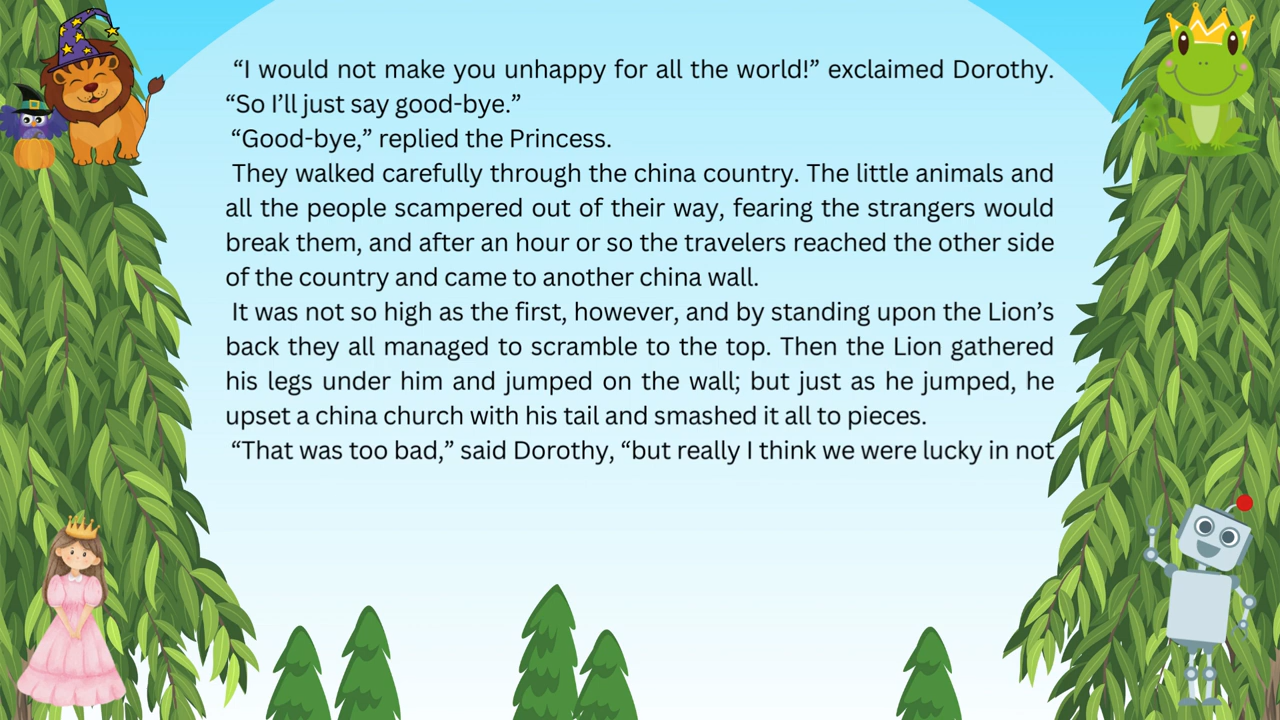 “I would not make you unhappy for all the world!” exclaimed Dorothy.
“So I’ll just say good-bye.”
“Good-bye,” replied the Princess.
They walked carefully through the china country. The little animals and
all the people scampered out of their way, fearing the strangers would
break them, and after an hour or so the travelers reached the other side
of the country and came to another china wall.
It was not so high as the first, however, and by standing upon the Lion’s
back they all managed to scramble to the top. Then the Lion gathered
his legs under him and jumped on the wall; but just as he jumped, he
upset a china church with his tail and smashed it all to pieces.
“That was too bad,” said Dorothy, “but really I think we were lucky in not